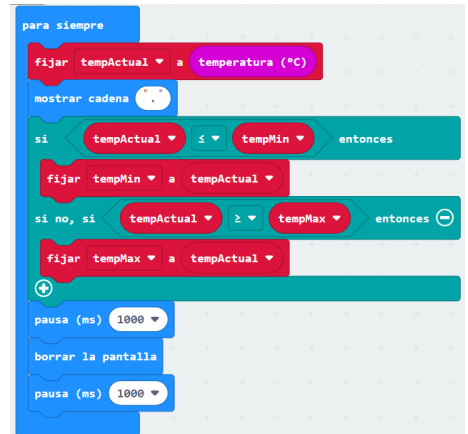 para siempre
fijar tempActual a temperatura (ºC)
mostrar cadena "."
si tempActual ≤ tempMin entonces
fijar tempMin a tempActual
si no, si tempActual ≥ tempMax entonces
fijar tempMax a tempActual
pausa (ms) 1000
borrar la pantalla
pausa (ms) 1000